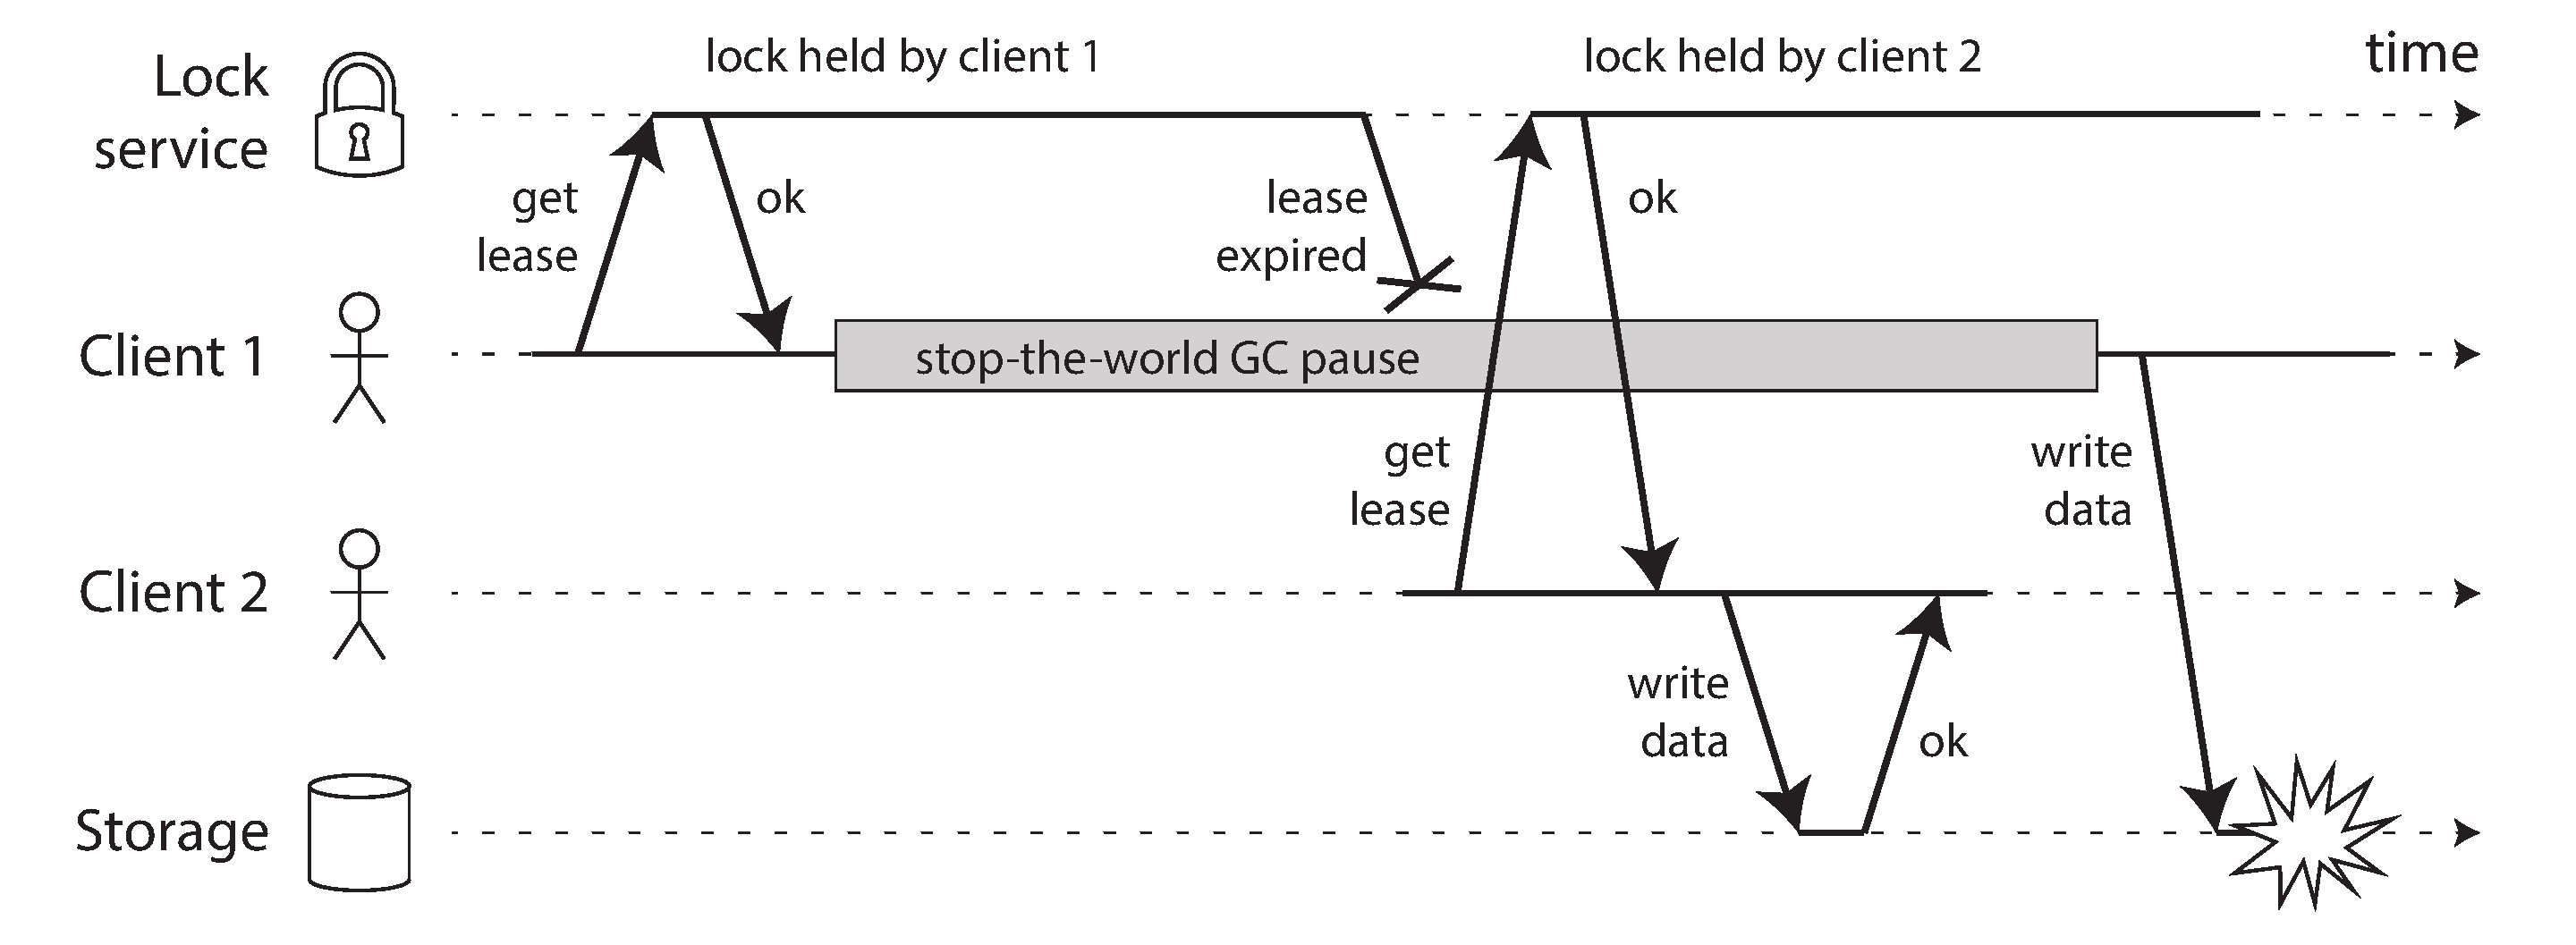 lock held by client 1
lock held by client 2
time
Lock
service
get
lease
ok
lease
expired
ok
Client 1
stop-the-world GC pause
get
lease
write
data
Client 2
write
data
ok
Storage